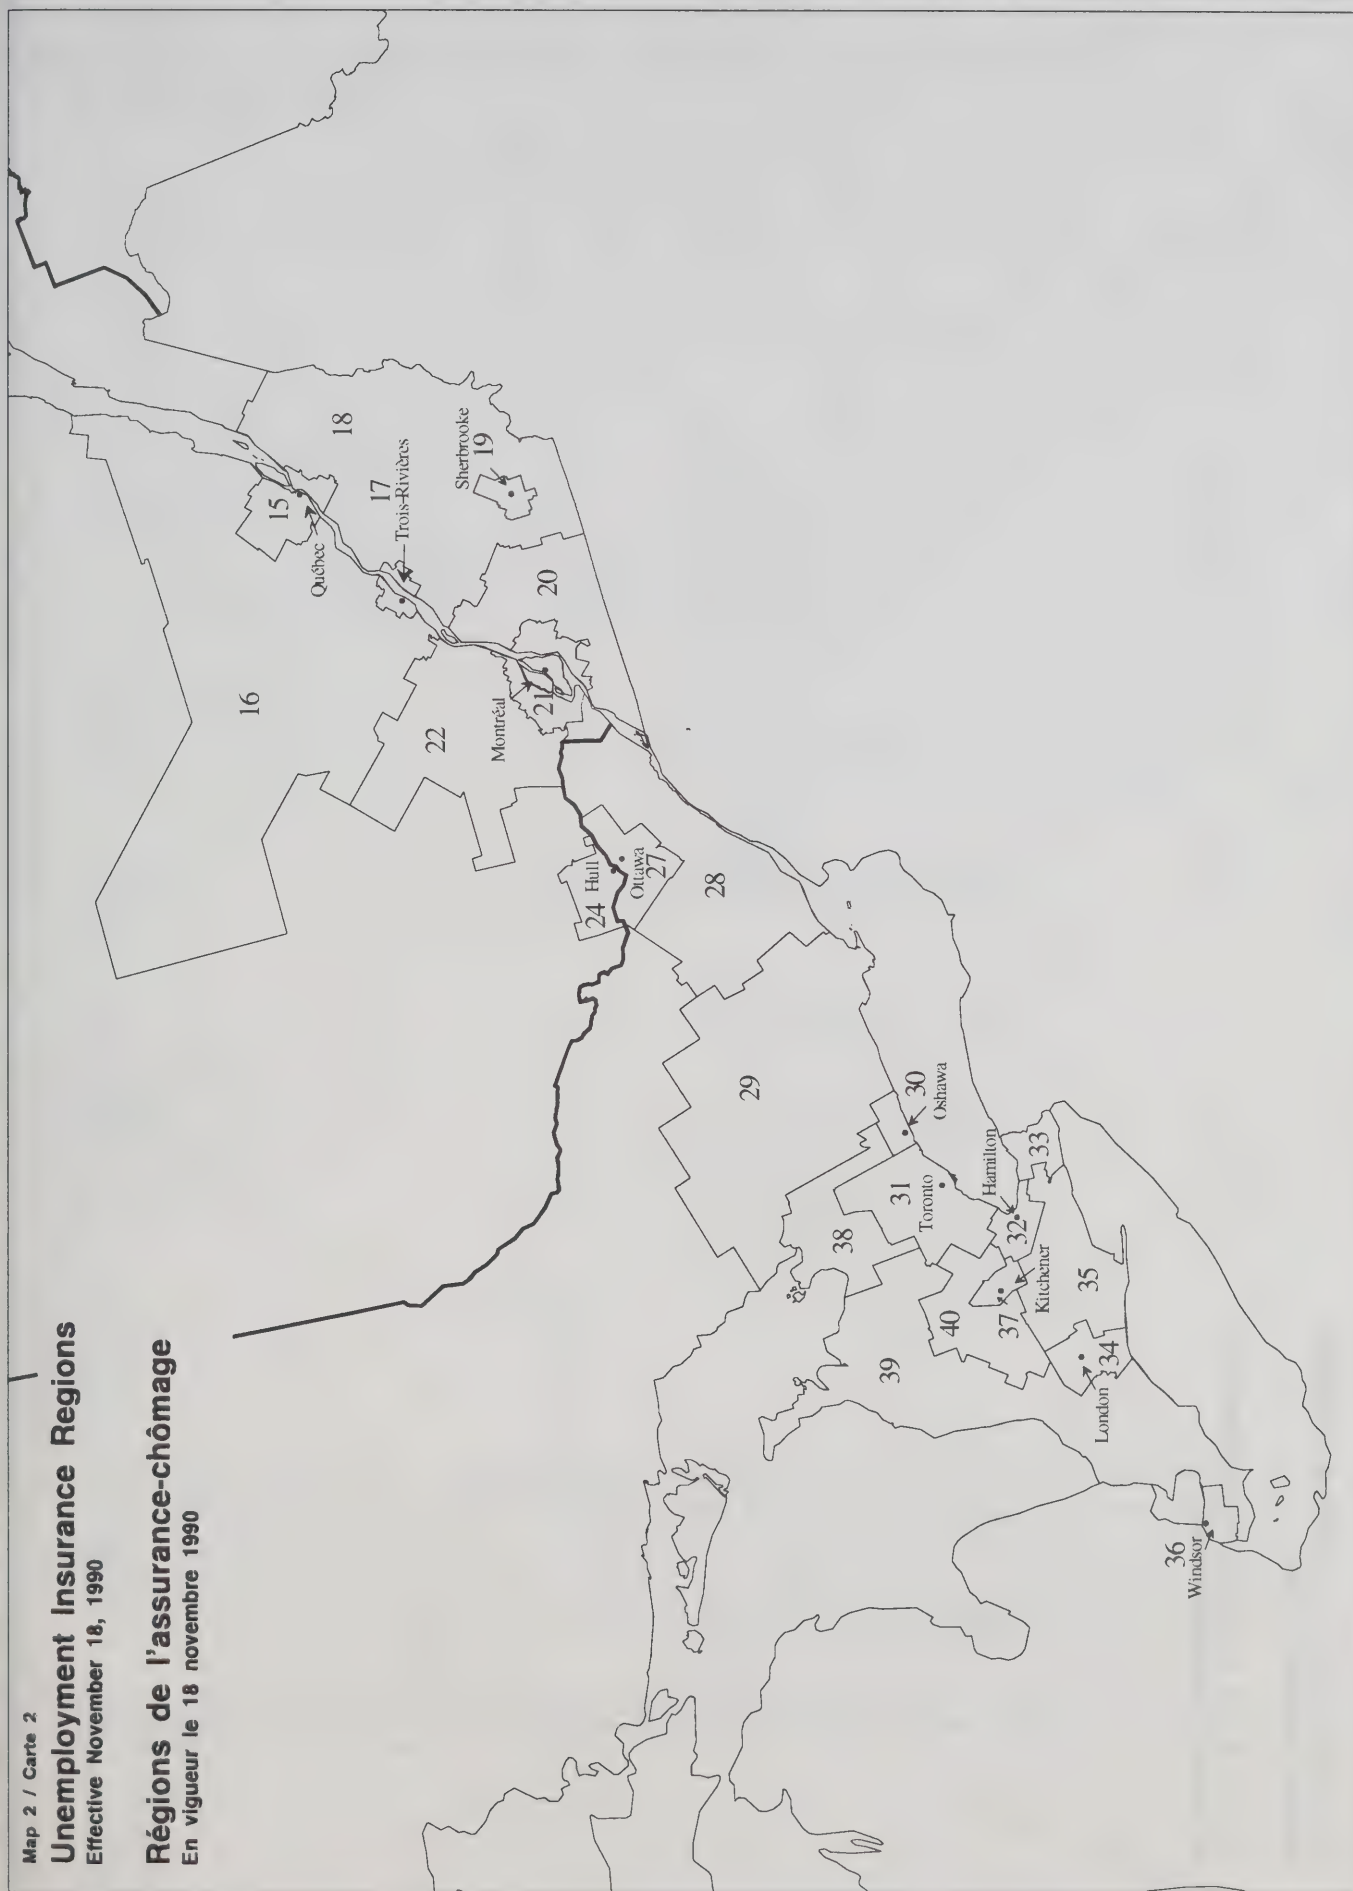 Map 2 / Carte 2
Unemployment Insurance Regions
Effective November 18, 1990
Régions de l'assurance-chômage
En vigueur le 18 novembre 1990
16
15
Québec
18
17
Trois-Rivières
Sherbrooke
19
22
20
Montréal
21
24
Hull
Ottawa
27
28
29
30
Oshawa
31
Toronto
38
Hamilton
32
33
Kitchener
37
40
39
35
34
London
36
Windsor